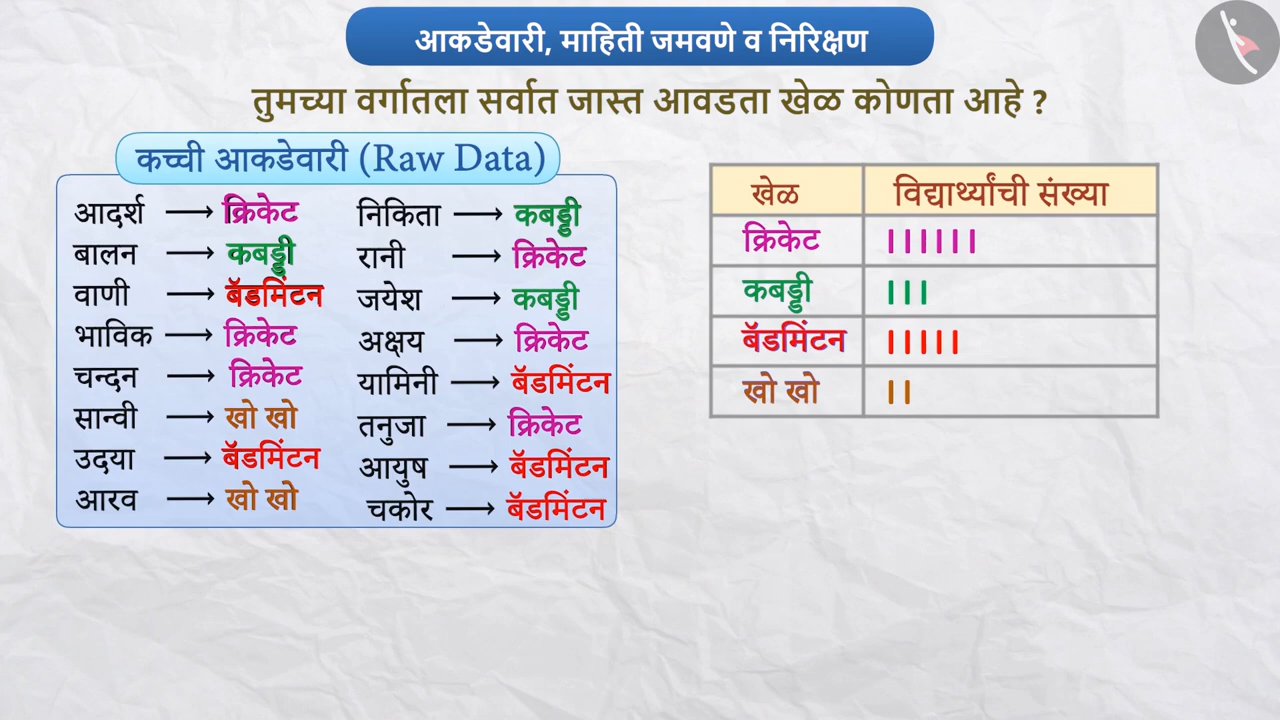 आकडेवारी, माहिती जमवणे व निरिक्षण
तुमच्या वर्गातला सर्वात जास्त आवडता खेळ कोणता आहे ?
कच्ची आकडेवारी (Raw Data)
आदर्श → क्रिकेट
बालन → कबड्डी
वाणी → बॅडमिंटन
भाविक → क्रिकेट
चन्दन → क्रिकेट
सान्वी → खो खो
उदया → बॅडमिंटन
आरव → खो खो
निकिता → कबड्डी
रानी → क्रिकेट
जयेश → कबड्डी
अक्षय → क्रिकेट
यामिनी → बॅडमिंटन
तनुजा → क्रिकेट
आयुष → बॅडमिंटन
चकोर → बॅडमिंटन
खेळ विद्यार्थ्यांची संख्या
क्रिकेट ||||||
कबड्डी |||
बॅडमिंटन |||||
खो खो ||